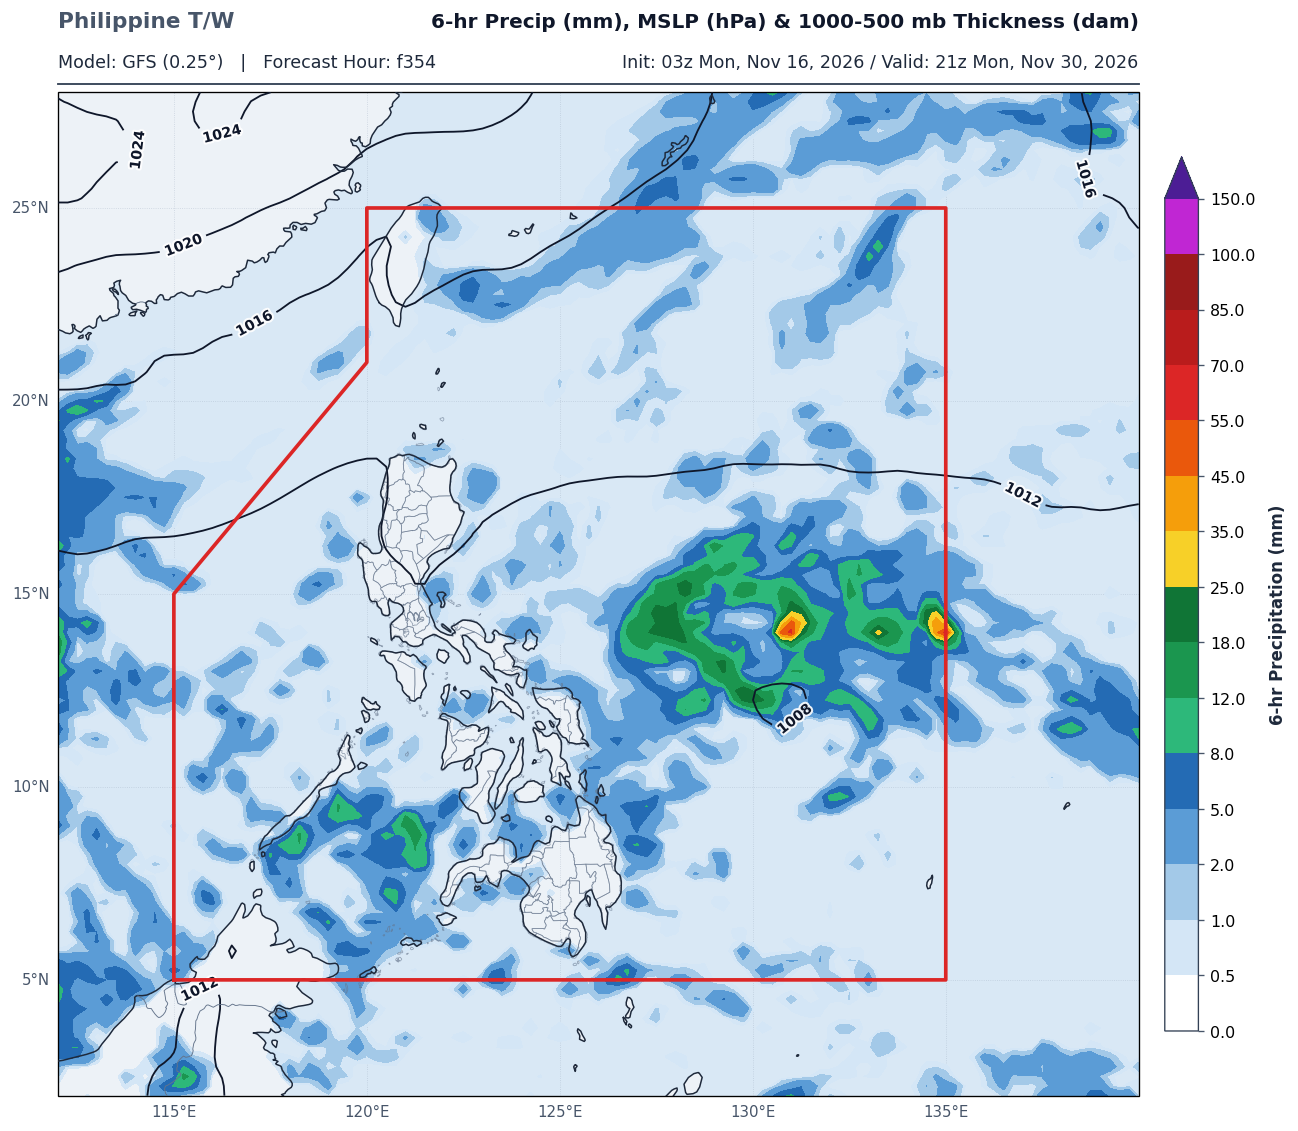 Philippine T/W
6-hr Precip (mm), MSLP (hPa) & 1000-500 mb Thickness (dam)
Model: GFS (0.25°) | Forecast Hour: f354
Init: 03z Mon, Nov 16, 2026 / Valid: 21z Mon, Nov 30, 2026
1024
1024
1016
1020
1016
1012
1008
1012
25°N
20°N
15°N
10°N
5°N
115°E
120°E
125°E
130°E
135°E
150.0
100.0
85.0
70.0
55.0
45.0
35.0
25.0
18.0
12.0
8.0
5.0
2.0
1.0
0.5
0.0
6-hr Precipitation (mm)